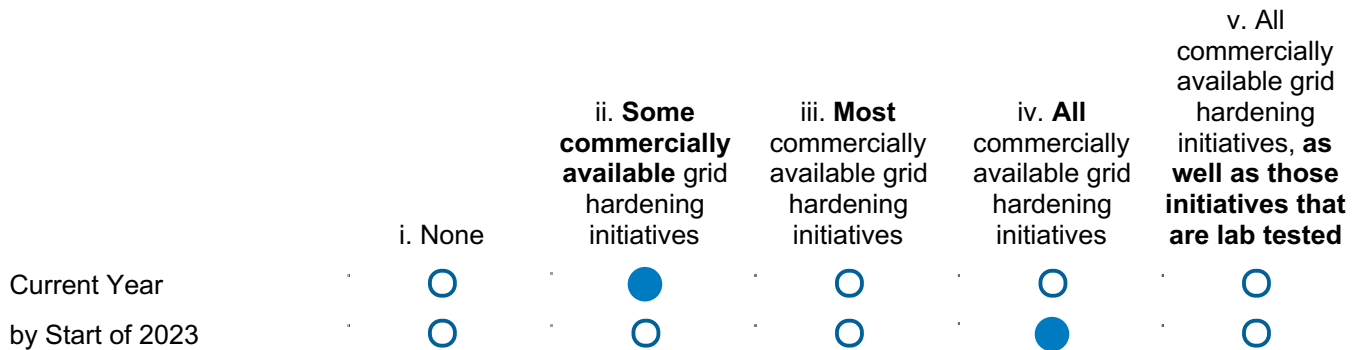 i. None
ii. Some
commercially
available grid
hardening
initiatives
iii. Most
commercially
available grid
hardening
initiatives
iv. All
commercially
available grid
hardening
initiatives
v. All
commercially
available grid
hardening
initiatives, as
well as those
initiatives that
are lab tested
Current Year
by Start of 2023